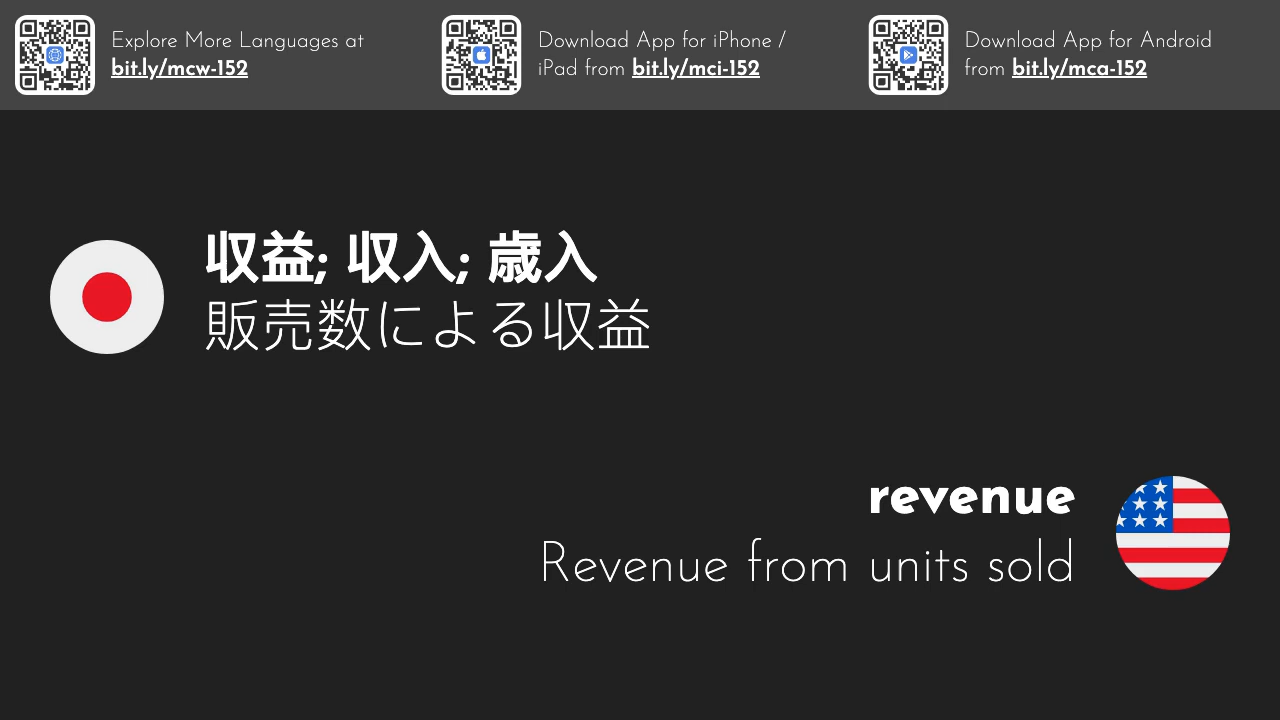 Explore More Languages at
bit.ly/mcw-152
Download App for iPhone /
iPad from bit.ly/mci-152
Download App for Android
from bit.ly/mca-152
収益; 収入; 歳入
販売数による収益
revenue
Revenue from units sold